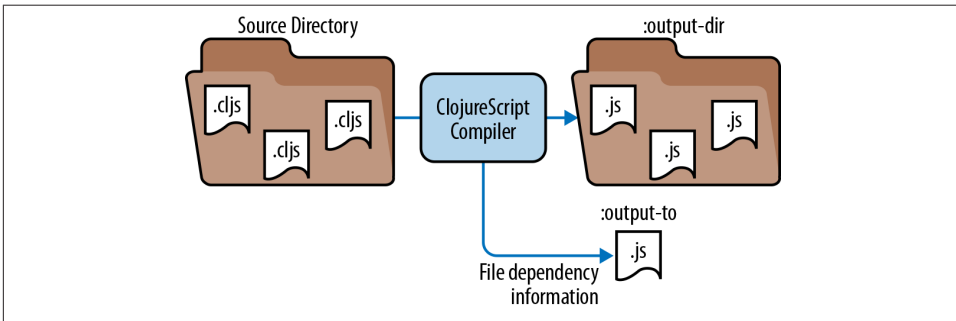 Source Directory
:output-dir
.cljs
.cljs
.cljs
ClojureScript
Compiler
.js
.js
.js
:output-to
.js
File dependency
information